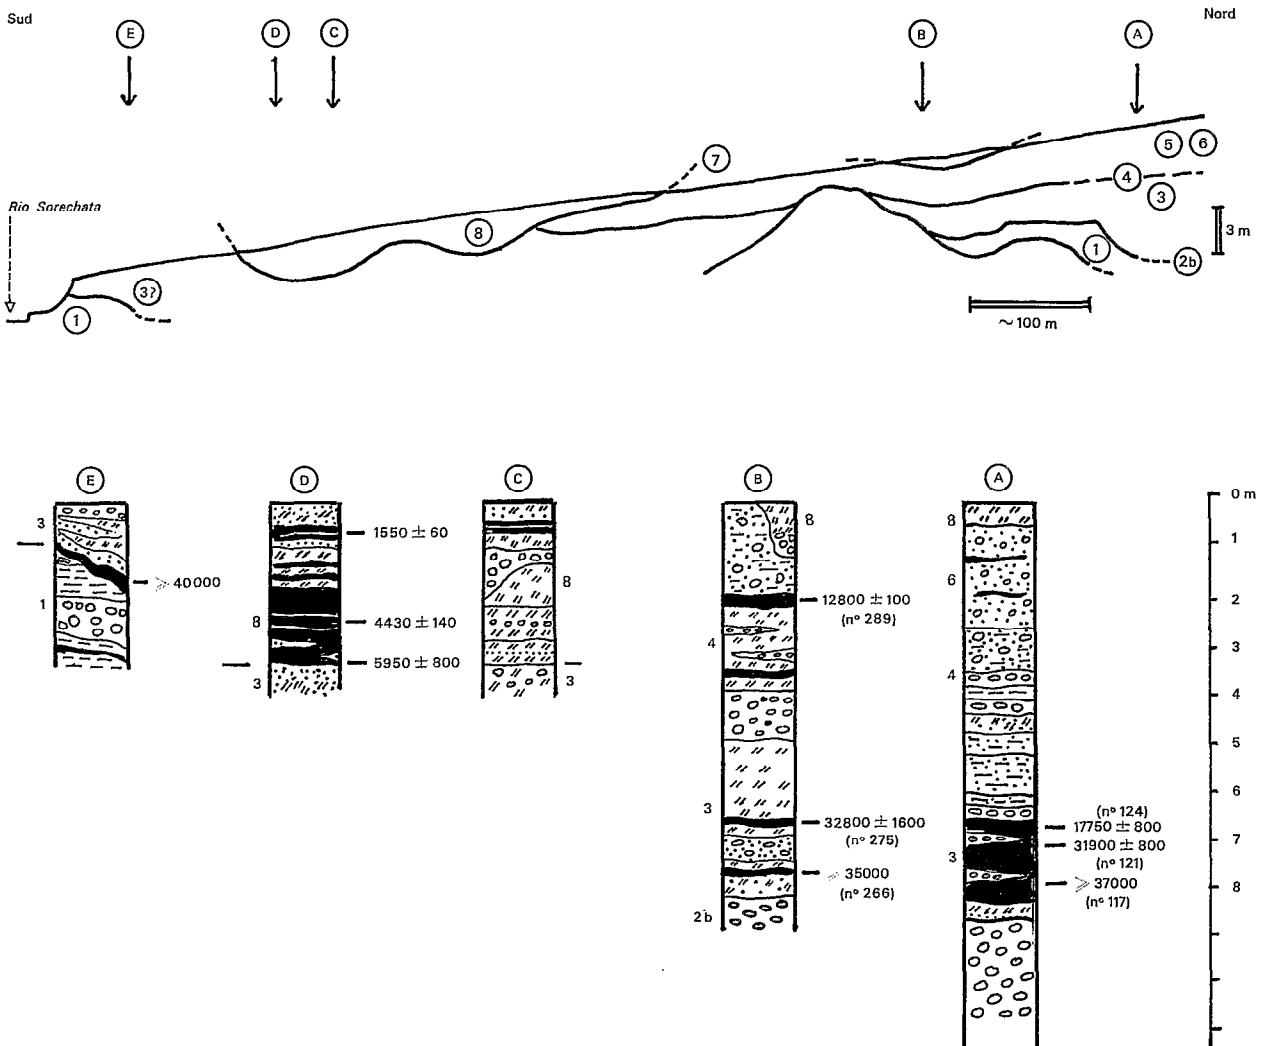 Sud
Nord
E
D
C
B
A
7
5
6
4
3
Rio Sorechata
8
3 m
1
2b
3?
1
~ 100 m
E
D
C
B
A
0 m
3
1550 ± 60
8
8
1
6
⩾ 40000
8
2
12800 ± 100
(nº 289)
1
8
4430 ± 140
4
3
5950 ± 800
4
3
3
4
5
6
3
32800 ± 1600
(nº 275)
(nº 124)
17750 ± 800
7
31900 ± 800
(nº 121)
3
35000
(nº 266)
⩾ 37000
(nº 117)
8
2b